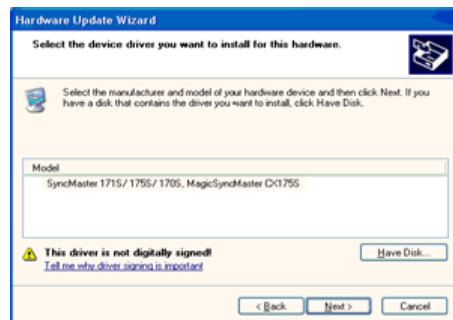 Hardware Update Wizard
Select the device driver you want to install for this hardware.
Select the manufacturer and model of your hardware device and then click Next. If you
have a disk that contains the driver you want to install, click Have Disk.
Model
SyncMaster 171S/ 175S/ 170S, MagicSyncMaster CX175S
This driver is not digitally signed!
Have Disk...
Tell me why driver signing is important
< Back
Next >
Cancel